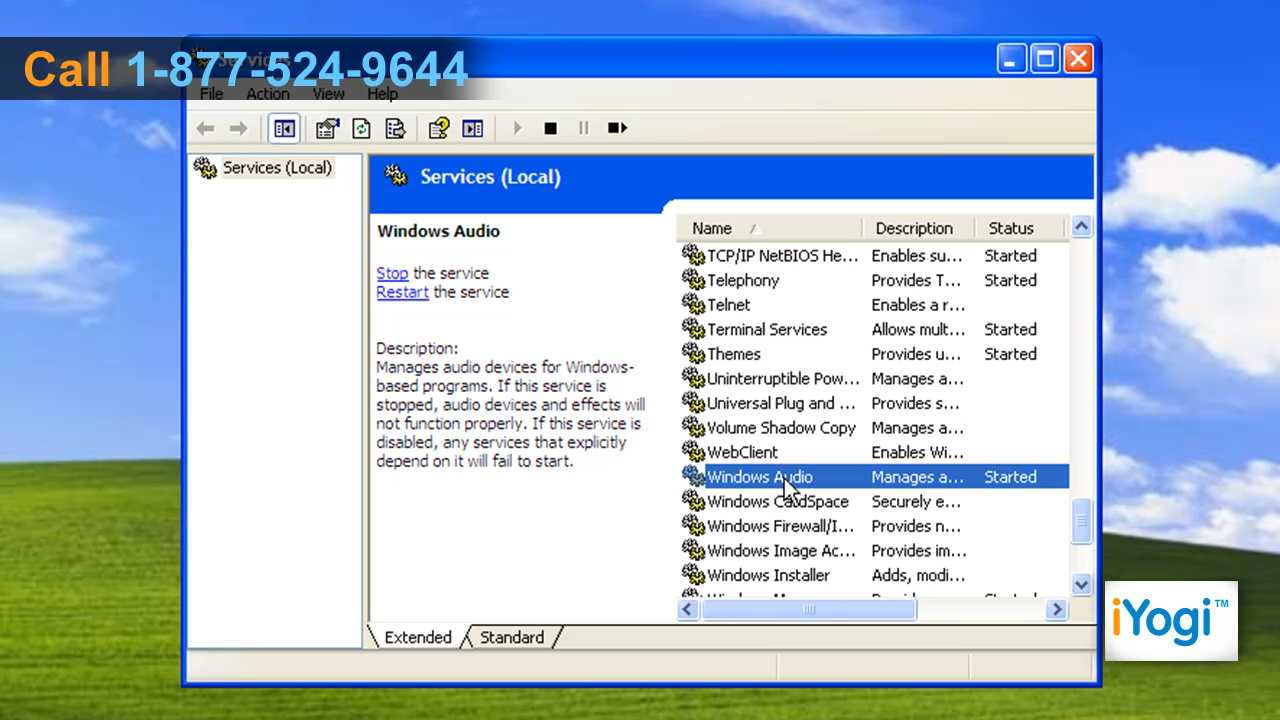 Call 1-877-524-9644
File Action View Help
Services (Local)
Services (Local)
Windows Audio
Stop the service
Restart the service
Description:
Manages audio devices for Windows-
based programs. If this service is
stopped, audio devices and effects will
not function properly. If this service is
disabled, any services that explicitly
depend on it will fail to start.
Name Description Status
TCP/IP NetBIOS He... Enables su... Started
Telephony Provides T... Started
Telnet Enables a r...
Terminal Services Allows mult... Started
Themes Provides u... Started
Uninterruptible Pow... Manages a...
Universal Plug and ... Provides s...
Volume Shadow Copy Manages a...
WebClient Enables Wi...
Windows Audio Manages a... Started
Windows CardSpace Securely e...
Windows Firewall/I... Provides n...
Windows Image Ac... Provides im...
Windows Installer Adds, modi...
Extended Standard
iYogi™